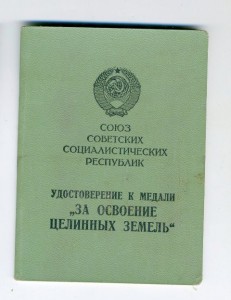 СОЮЗ
СОВЕТСКИХ
СОЦИАЛИСТИЧЕСКИХ
РЕСПУБЛИК
УДОСТОВЕРЕНИЕ К МЕДАЛИ
„ЗА ОСВОЕНИЕ
ЦЕЛИННЫХ ЗЕМЕЛЬ“